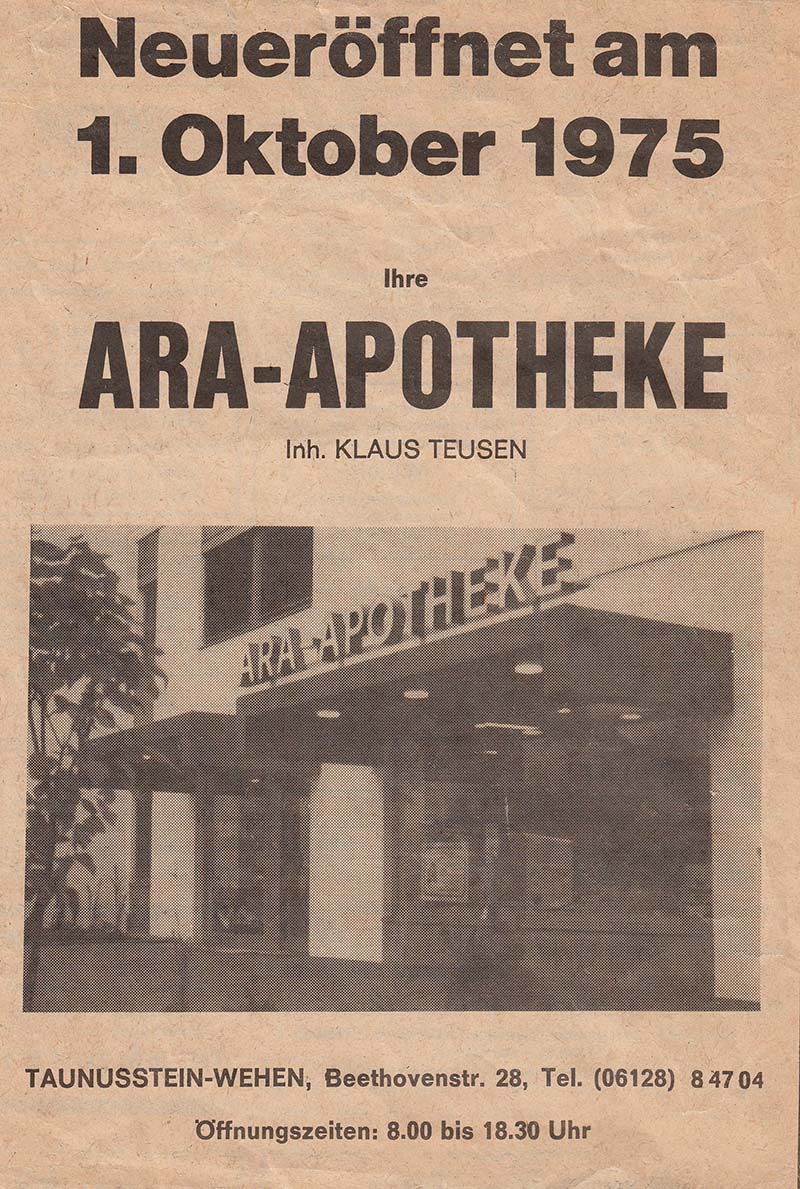 Neueröffnet am
1. Oktober 1975
Ihre
ARA-APOTHEKE
Inh. KLAUS TEUSEN
ARA-APOTHEKE
TAUNUSSTEIN-WEHEN, Beethovenstr. 28, Tel. (06128) 8 47 04
Öffnungszeiten: 8.00 bis 18.30 Uhr